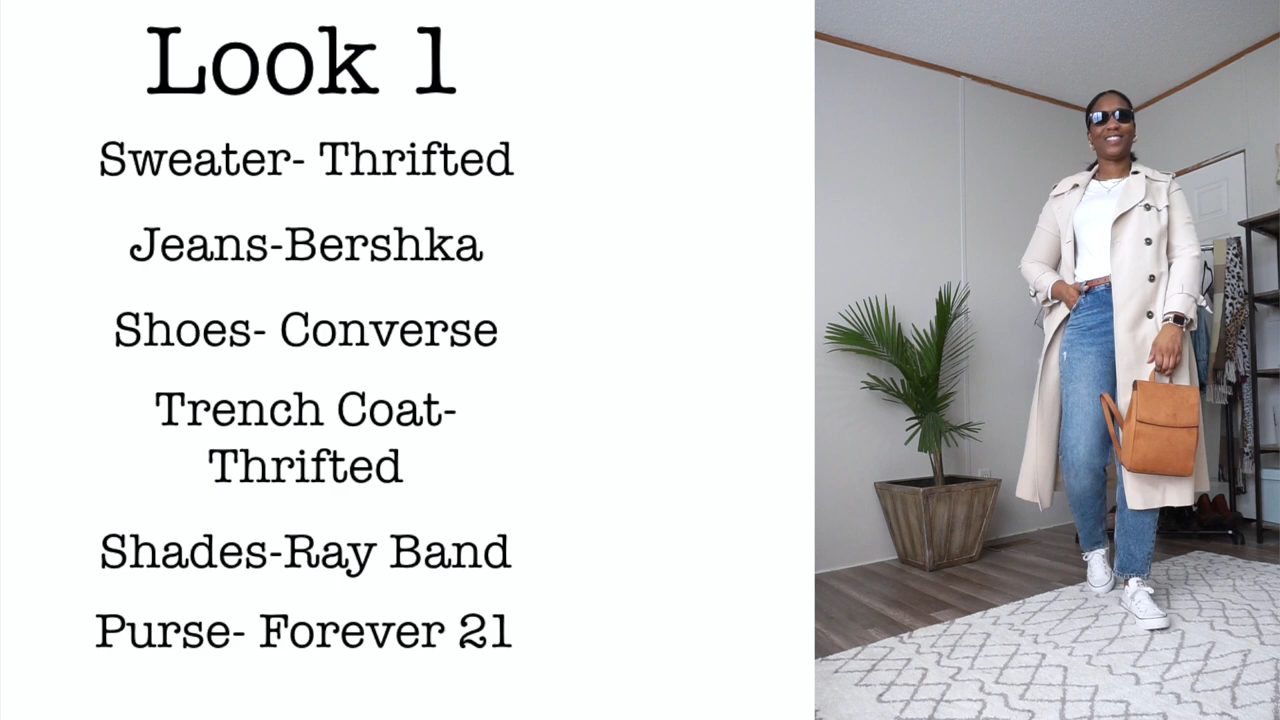 Look 1
Sweater- Thrifted
Jeans-Bershka
Shoes- Converse
Trench Coat-
Thrifted
Shades-Ray Band
Purse- Forever 21